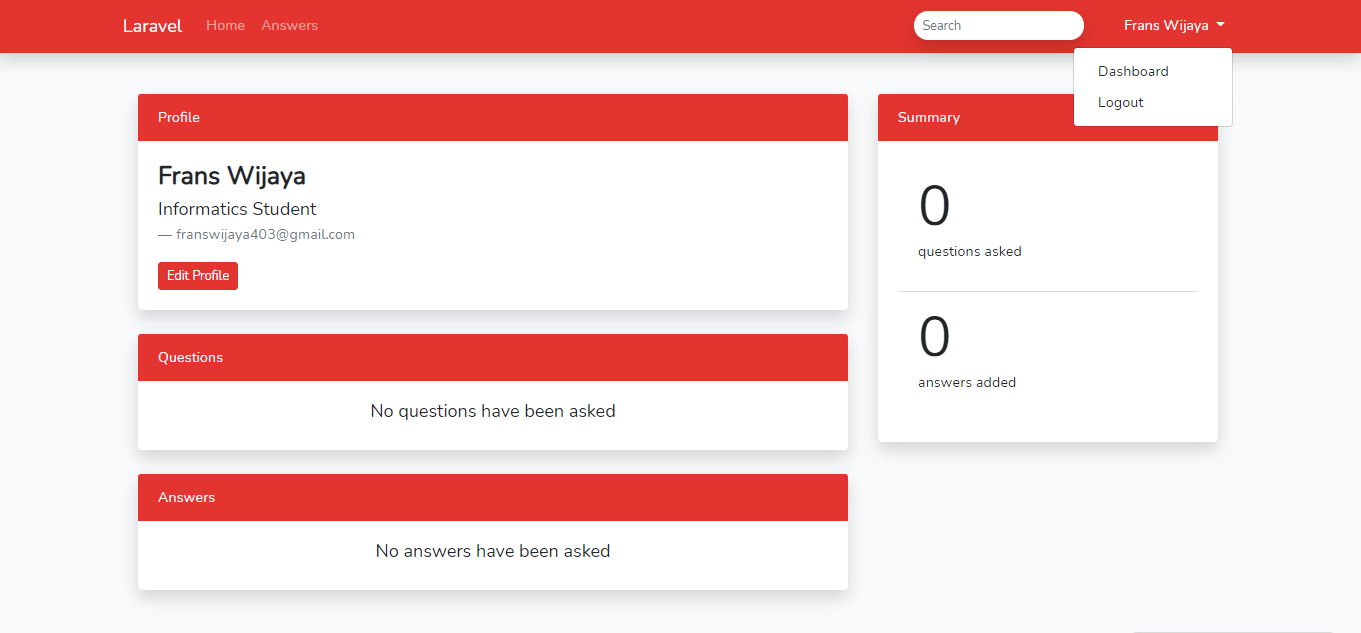 Laravel Home Answers Search Frans Wijaya
Dashboard
Logout
Profile
Frans Wijaya
Informatics Student
— franswijaya403@gmail.com
Edit Profile
Questions
No questions have been asked
Answers
No answers have been asked
Summary
0
questions asked
0
answers added